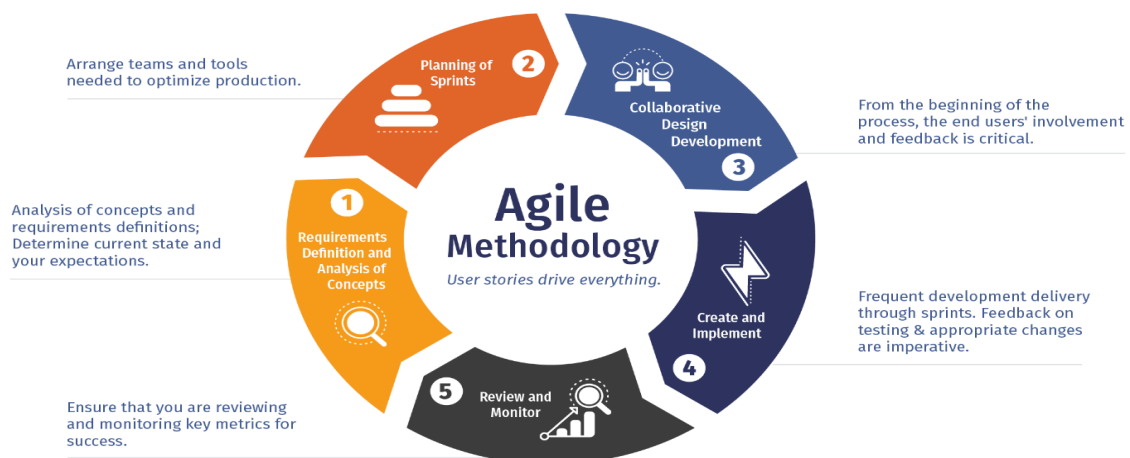 Agile
Methodology
User stories drive everything.
1
Requirements
Definition and
Analysis of
Concepts
Analysis of concepts and
requirements definitions;
Determine current state and
your expectations.
2
Planning of
Sprints
Arrange teams and tools
needed to optimize production.
3
Collaborative
Design
Development
From the beginning of the
process, the end users' involvement
and feedback is critical.
4
Create and
Implement
Frequent development delivery
through sprints. Feedback on
testing & appropriate changes
are imperative.
5
Review and
Monitor
Ensure that you are reviewing
and monitoring key metrics for
success.